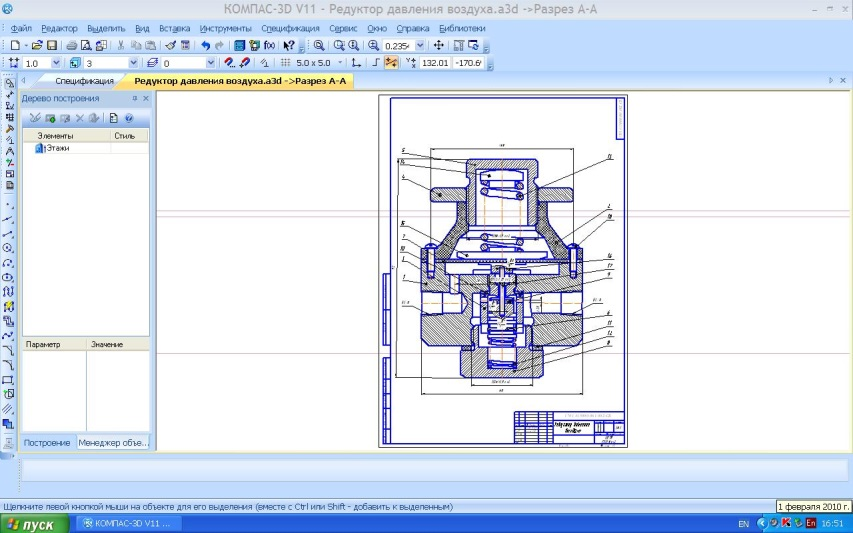 КОМПАС-3D V11 - Редуктор давления воздуха.a3d ->Разрез А-А
Файл Редактор Выделить Вид Вставка Инструменты Спецификация Сервис Окно Справка Библиотеки
f(x) 0.235
1.0 3 0 5.0 x 5.0 132.01 -170.6
Спецификация Редуктор давления воздуха.a3d ->Разрез А-А
Дерево построения
Элементы Стиль
Этажи
Параметр Значение
Построение Менеджер объе...
Щелкните левой кнопкой мыши на объекте для его выделения (вместе с Ctrl или Shift - добавить к выделенным)
1 февраля 2010 г.
пуск КОМПАС-3D V11 ... EN En 16:51